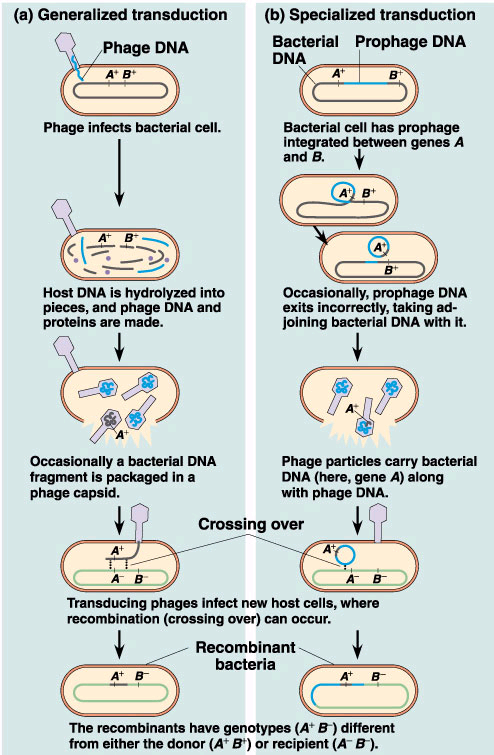 (a) Generalized transduction
Phage DNA
A+ B+
Phage infects bacterial cell.
A+ B+
Host DNA is hydrolyzed into
pieces, and phage DNA and
proteins are made.
A+
Occasionally a bacterial DNA
fragment is packaged in a
phage capsid.
(b) Specialized transduction
Bacterial
DNA
Prophage DNA
A+ B+
Bacterial cell has prophage
integrated between genes A
and B.
A+ B+
A+
B+
Occasionally, prophage DNA
exits incorrectly, taking ad-
joining bacterial DNA with it.
A+
Phage particles carry bacterial
DNA (here, gene A) along
with phage DNA.
Crossing over
A+
A− B−
A+
A− B−
Transducing phages infect new host cells, where
recombination (crossing over) can occur.
Recombinant
bacteria
A+ B−
A+ B−
The recombinants have genotypes (A+ B−) different
from either the donor (A+ B+) or recipient (A− B−).